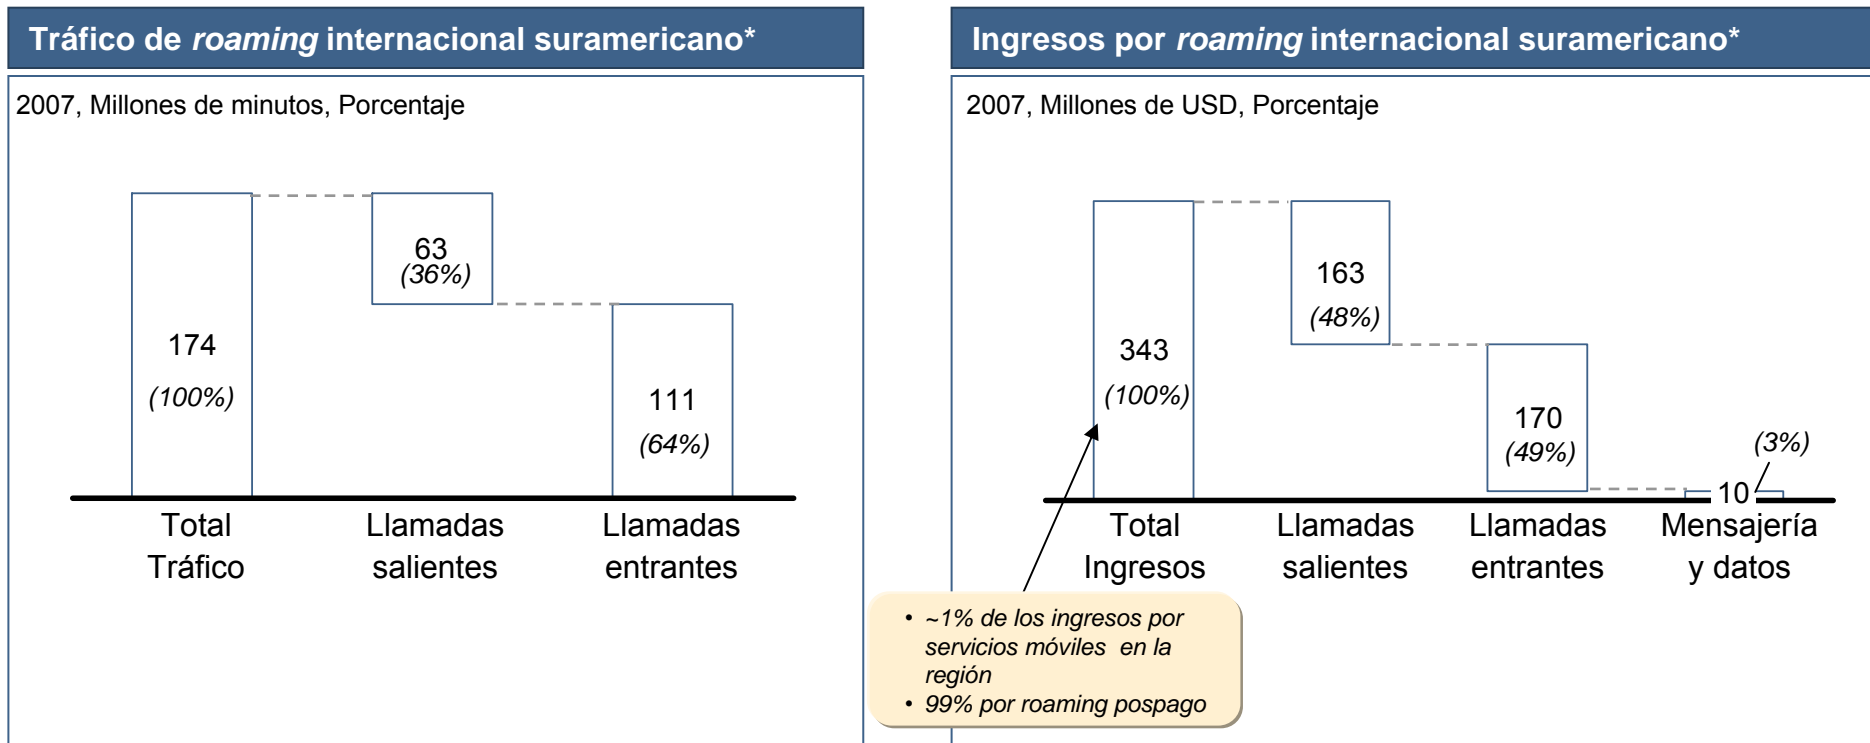 Tráfico de roaming internacional suramericano*
2007, Millones de minutos, Porcentaje
174
(100%)
63
(36%)
111
(64%)
Total
Tráfico
Llamadas
salientes
Llamadas
entrantes
Ingresos por roaming internacional suramericano*
2007, Millones de USD, Porcentaje
343
(100%)
163
(48%)
170
(49%)
(3%)
10
Total
Ingresos
Llamadas
salientes
Llamadas
entrantes
Mensajería
y datos
• ~1% de los ingresos por
servicios móviles en la
región
• 99% por roaming pospago